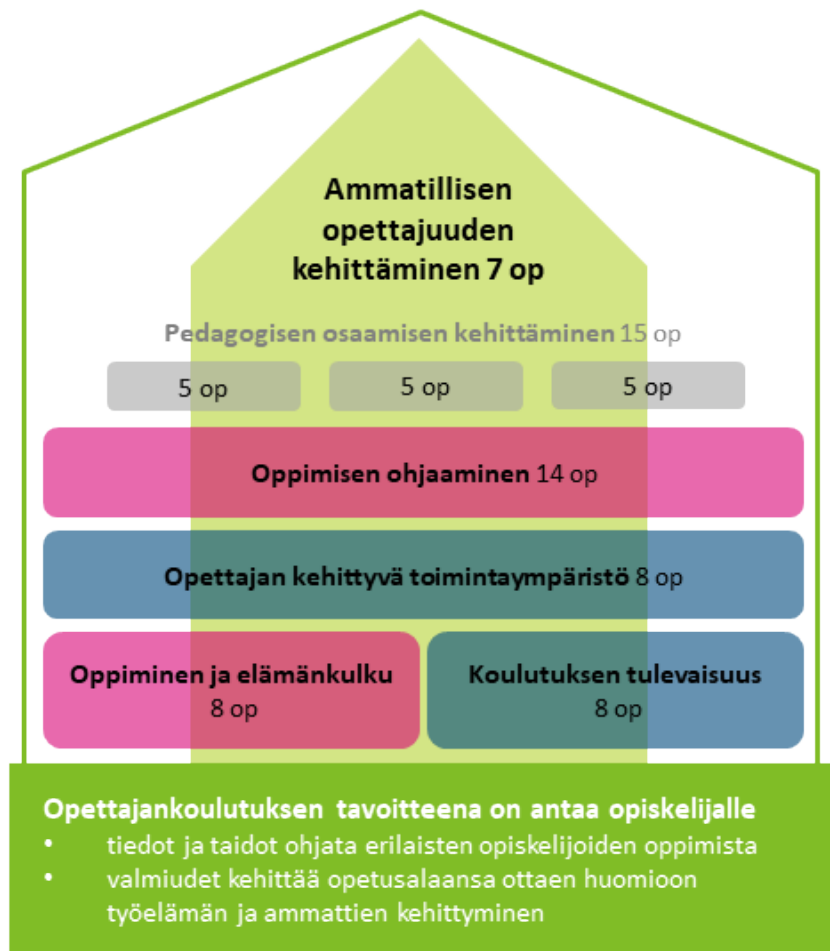 Ammatillisen
opettajuuden
kehittäminen 7 op
Pedagogisen osaamisen kehittäminen 15 op
5 op
5 op
5 op
Oppimisen ohjaaminen 14 op
Opettajan kehittyvä toimintaympäristö 8 op
Oppiminen ja elämänkulku
8 op
Koulutuksen tulevaisuus
8 op
Opettajankoulutuksen tavoitteena on antaa opiskelijalle
• tiedot ja taidot ohjata erilaisten opiskelijoiden oppimista
• valmiudet kehittää opetusalaansa ottaen huomioon
työelämän ja ammattien kehittyminen